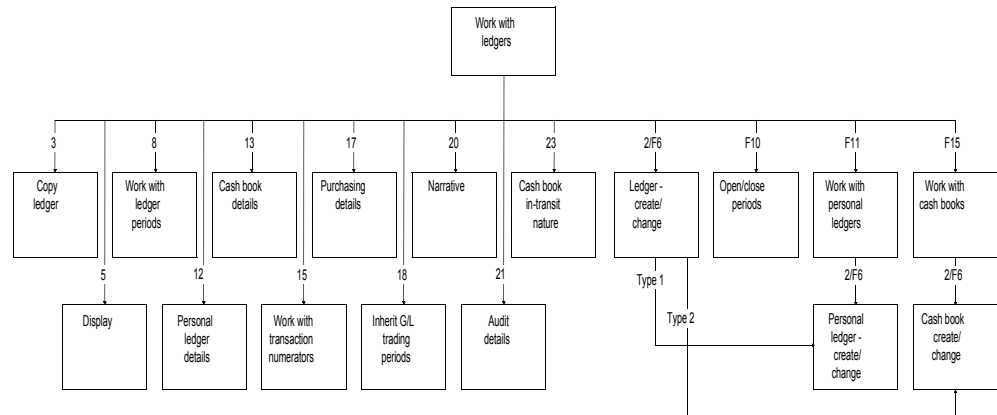 Work with
ledgers
3
8
13
17
20
23
2/F6
F10
F11
F15
Copy
ledger
Work with
ledger
periods
Cash book
details
Purchasing
details
Narrative
Cash book
in-transit
nature
Ledger -
create/
change
Open/close
periods
Work with
personal
ledgers
Work with
cash books
5
12
15
18
21
Type 1
2/F6
2/F6
Display
Personal
ledger
details
Work with
transaction
numerators
Inherit G/L
trading
periods
Audit
details
Type 2
Personal
ledger -
create/
change
Cash book
create/
change